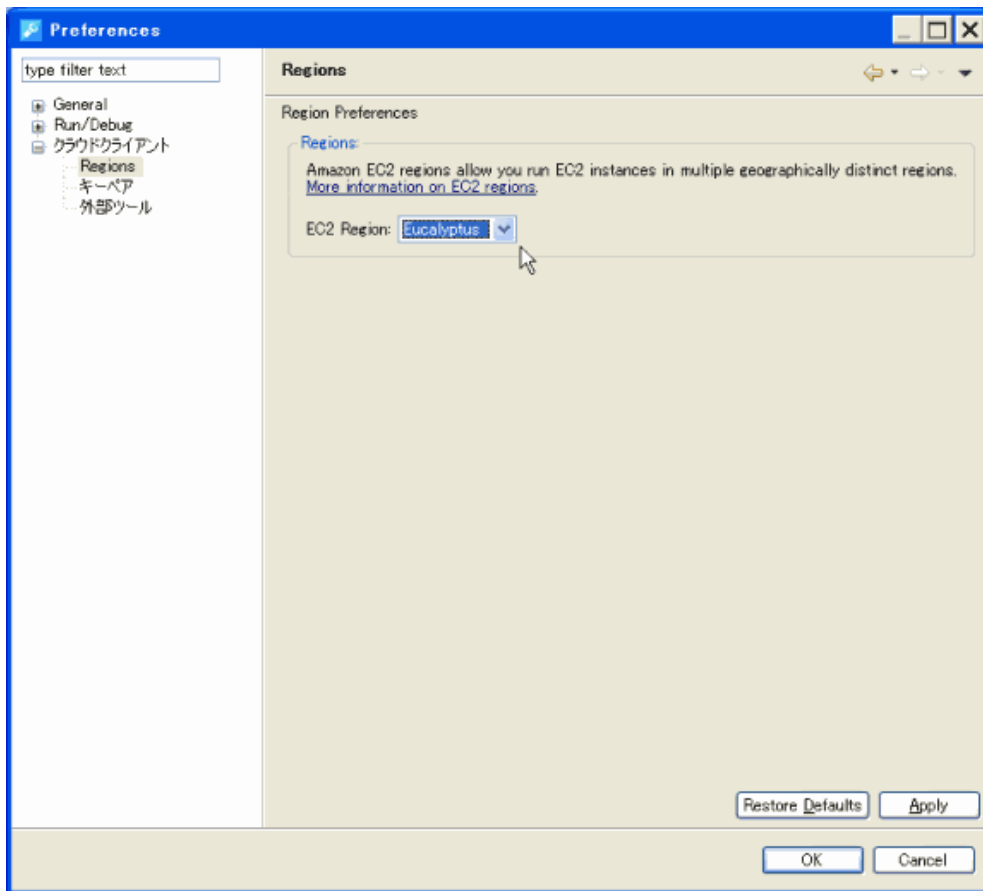 Preferences
type filter text
General
Run/Debug
クラウドクライアント
Regions
キーペア
外部ツール
Regions
Region Preferences
Regions:
Amazon EC2 regions allow you run EC2 instances in multiple geographically distinct regions.
More information on EC2 regions.
EC2 Region: Eucalyptus
Restore Defaults Apply
OK Cancel